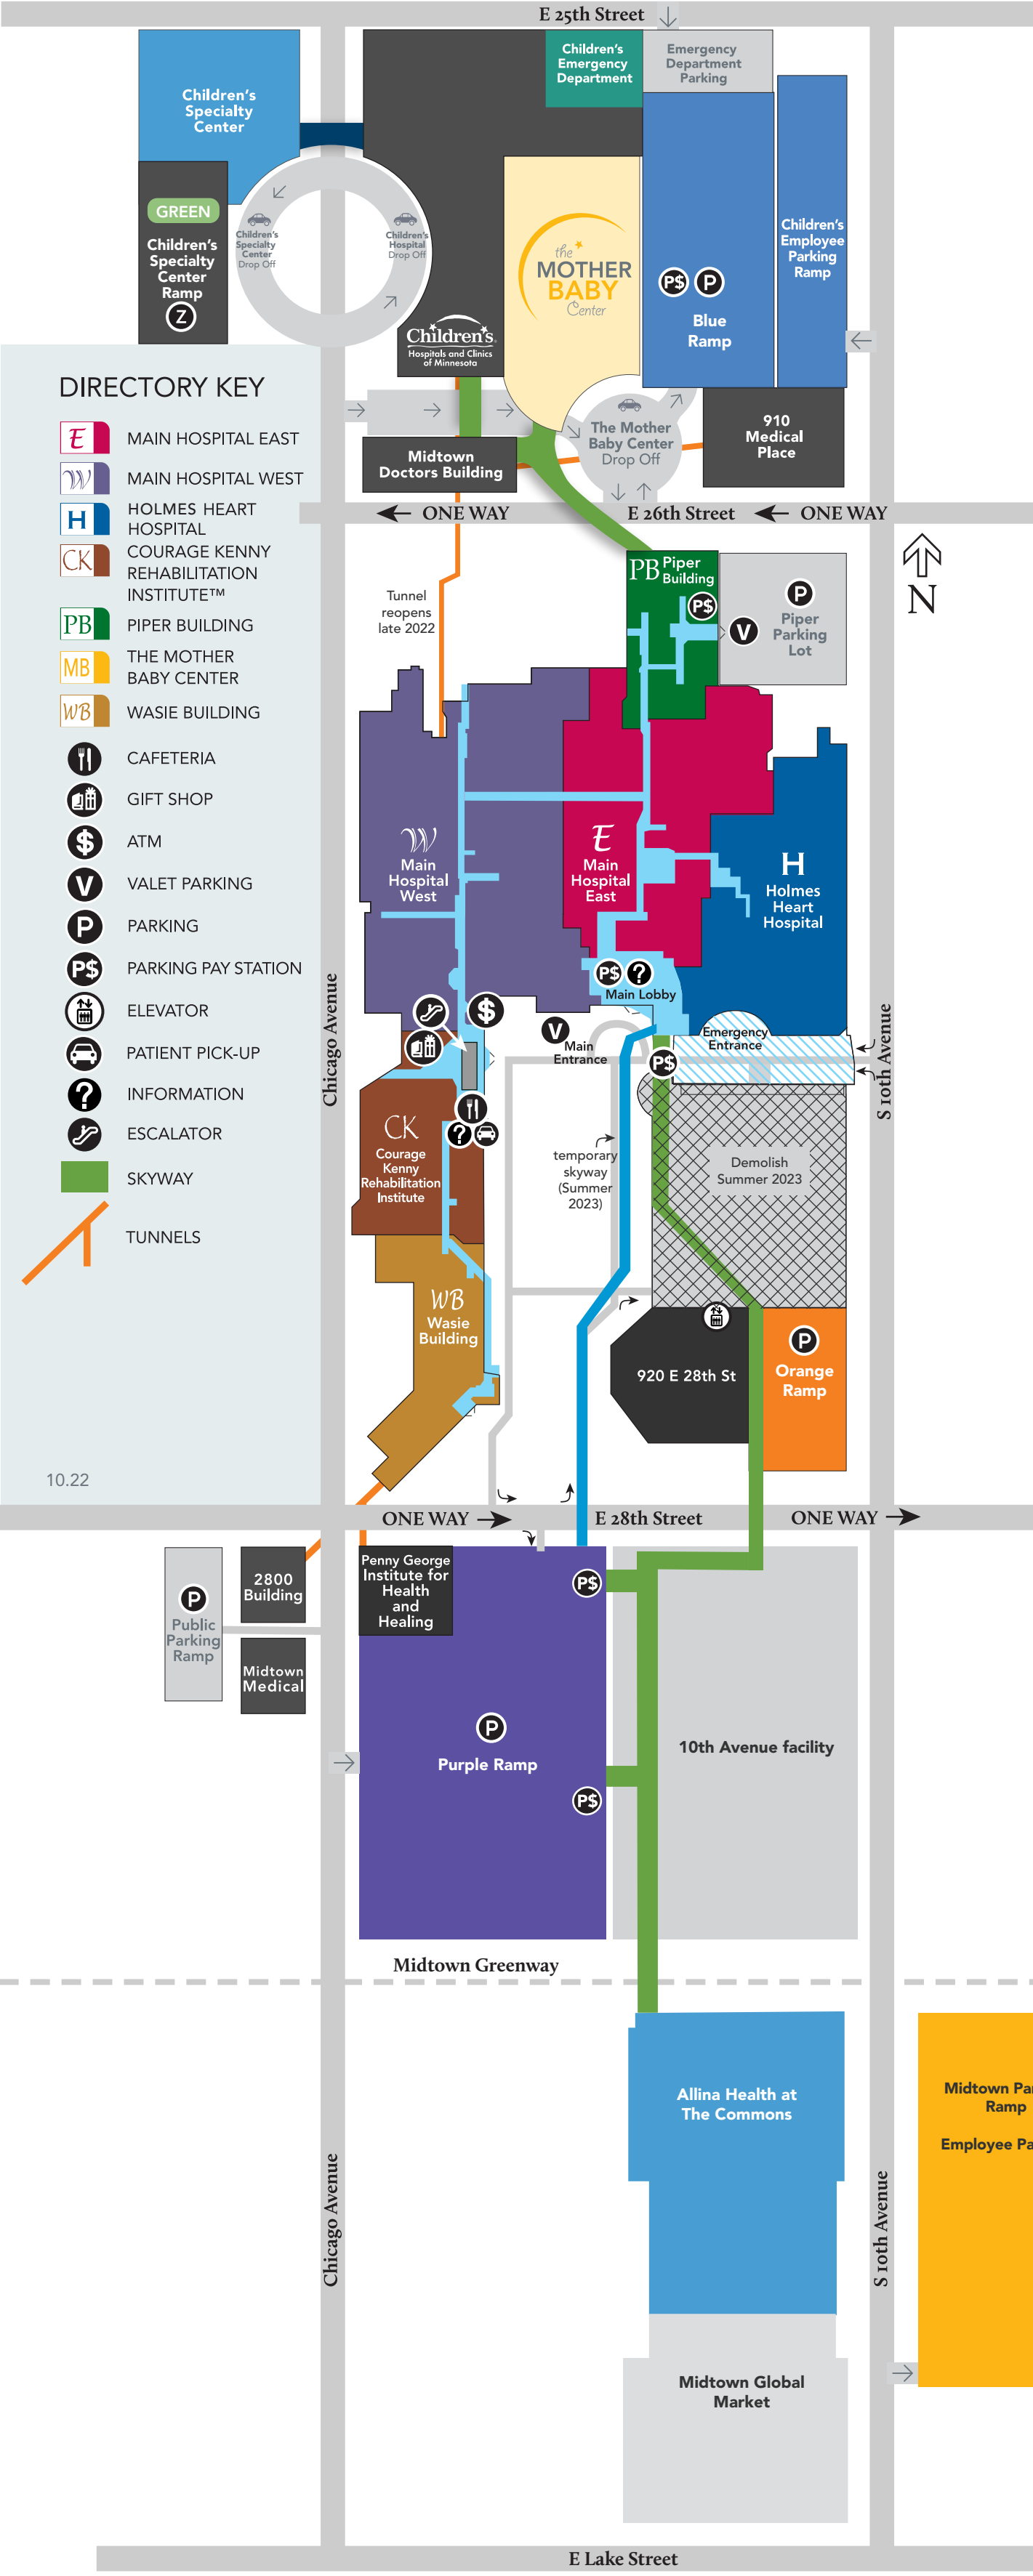 E 25th Street
Children's
Specialty
Center
Children's
Emergency
Department
Emergency
Department
Parking
GREEN
Children's
Specialty
Center
Ramp
Z
Children's
Specialty
Center
Drop Off
Children's
Hospital
Drop Off
the
MOTHER
BABY
Center
Children's
Hospitals and Clinics
of Minnesota
P$ P
Blue
Ramp
Children's
Employee
Parking
Ramp
Midtown
Doctors Building
The Mother
Baby Center
Drop Off
910
Medical
Place
ONE WAY
E 26th Street
ONE WAY
N
DIRECTORY KEY
E MAIN HOSPITAL EAST
W MAIN HOSPITAL WEST
H HOLMES HEART
HOSPITAL
CK COURAGE KENNY
REHABILITATION
INSTITUTE™
PB PIPER BUILDING
MB THE MOTHER
BABY CENTER
WB WASIE BUILDING
CAFETERIA
GIFT SHOP
$ ATM
V VALET PARKING
P PARKING
P$ PARKING PAY STATION
ELEVATOR
PATIENT PICK-UP
? INFORMATION
ESCALATOR
SKYWAY
TUNNELS
10.22
Tunnel
reopens
late 2022
PB Piper
Building
P$
V
P
Piper
Parking
Lot
W
Main
Hospital
West
E
Main
Hospital
East
H
Holmes
Heart
Hospital
P$ ?
Main Lobby
$
V
Main
Entrance
Emergency
Entrance
P$
Chicago Avenue
S 10th Avenue
?
CK
Courage
Kenny
Rehabilitation
Institute
temporary
skyway
(Summer
2023)
Demolish
Summer 2023
WB
Wasie
Building
920 E 28th St
P
Orange
Ramp
ONE WAY
E 28th Street
ONE WAY
Penny George
Institute for
Health
and
Healing
P$
2800
Building
P
Public
Parking
Ramp
Midtown
Medical
P
Purple Ramp
P$
10th Avenue facility
Midtown Greenway
Allina Health at
The Commons
Midtown Pa
Ramp
Employee Pa
Chicago Avenue
S 10th Avenue
Midtown Global
Market
E Lake Street